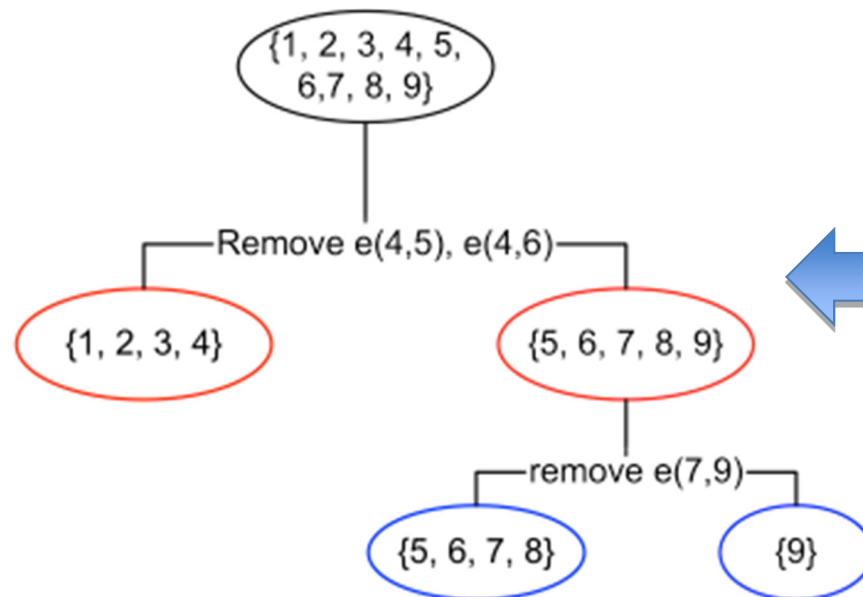 {1, 2, 3, 4, 5,
6,7, 8, 9}
Remove e(4,5), e(4,6)
{1, 2, 3, 4}
{5, 6, 7, 8, 9}
remove e(7,9)
{5, 6, 7, 8}
{9}